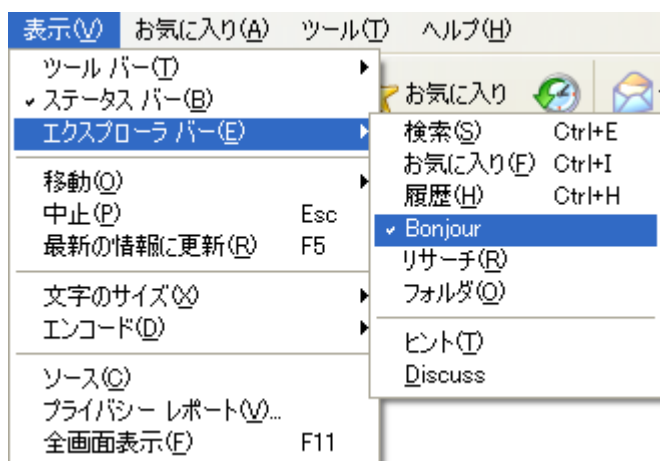 表示(V) お気に入り(A) ツール(T) ヘルプ(H)
お気に入り
ツール バー(T)
ステータス バー(B)
エクスプローラ バー(E)
移動(O)
中止(P) Esc
最新の情報に更新(R) F5
文字のサイズ(X)
エンコード(D)
ソース(C)
プライバシー レポート(V)...
全画面表示(F) F11
検索(S) Ctrl+E
お気に入り(F) Ctrl+I
履歴(H) Ctrl+H
Bonjour
リサーチ(R)
フォルダ(O)
ヒント(T)
Discuss